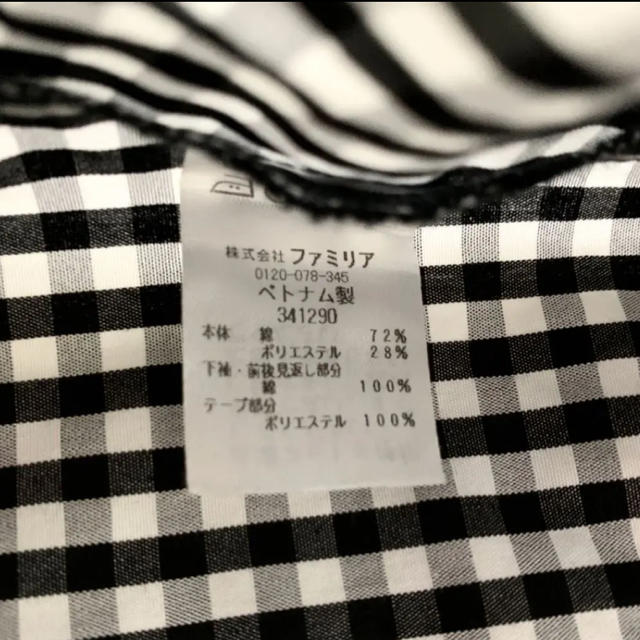 株式会社 ファミリア
0120-078-345
ベトナム製
341290
本体 綿 72%
ポリエステル 28%
下袖・前後見返し部分
綿 100%
テープ部分
ポリエステル 100%